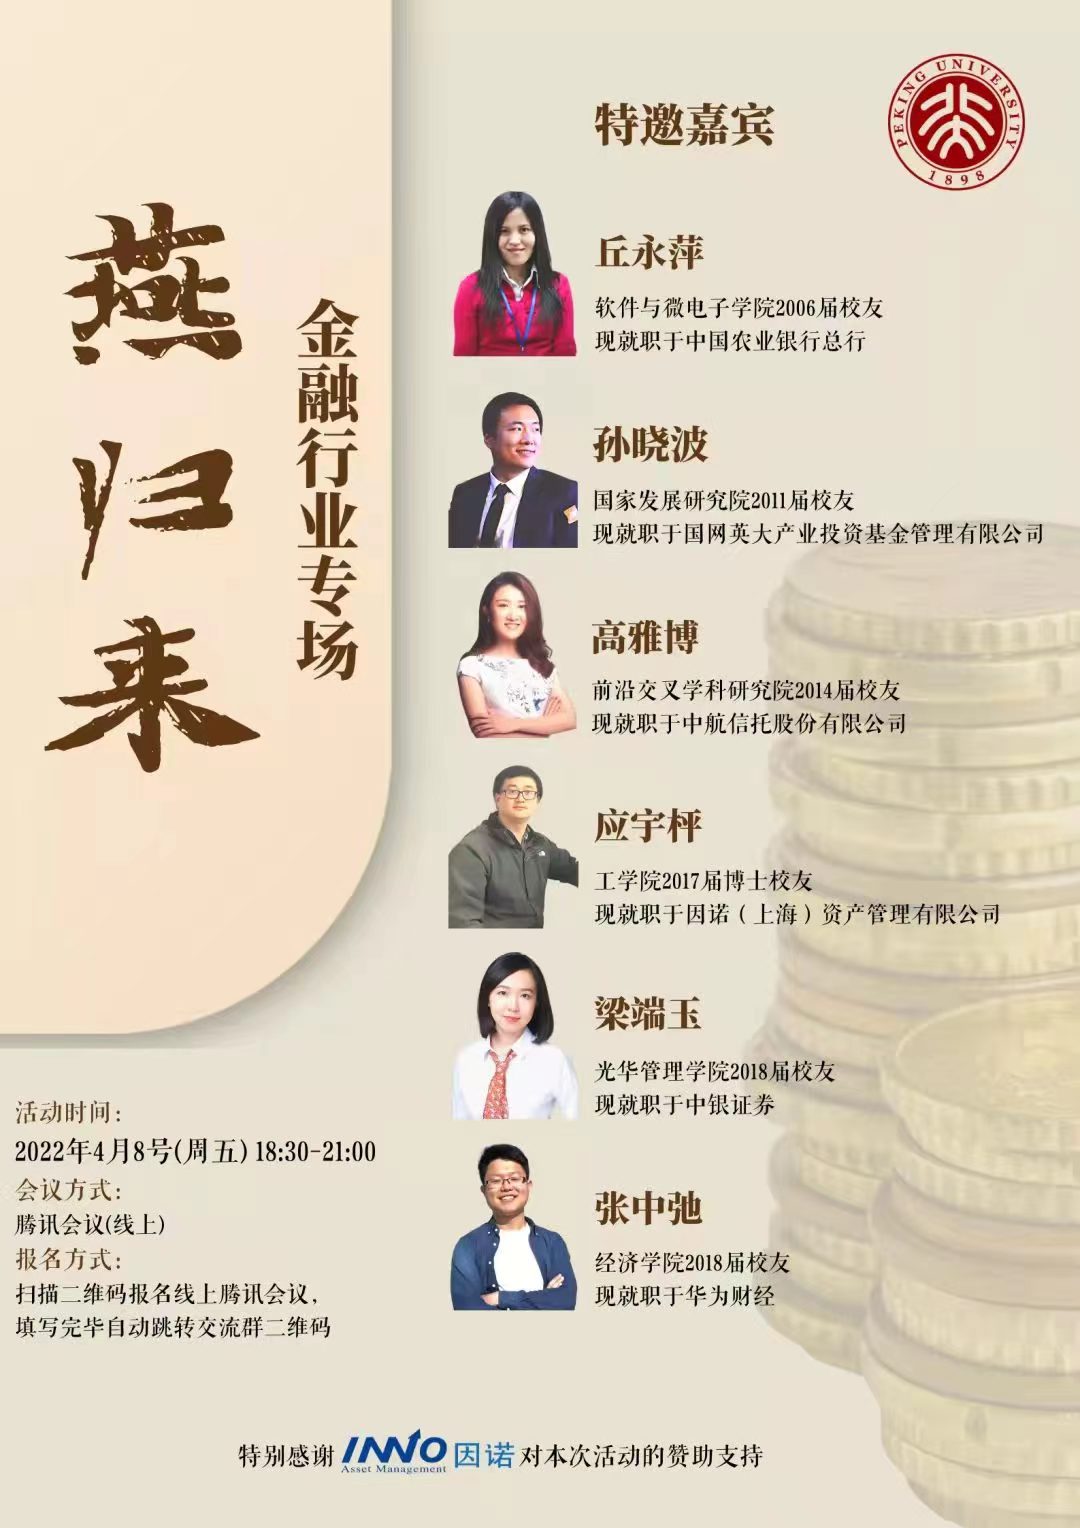 燕归来
金融行业专场
特邀嘉宾
PEKING UNIVERSITY
1898
丘永萍
软件与微电子学院2006届校友
现就职于中国农业银行总行
孙晓波
国家发展研究院2011届校友
现就职于国网英大产业投资基金管理有限公司
高雅博
前沿交叉学科研究院2014届校友
现就职于中航信托股份有限公司
应宇枰
工学院2017届博士校友
现就职于因诺（上海）资产管理有限公司
梁端玉
光华管理学院2018届校友
现就职于中银证券
张中弛
经济学院2018届校友
现就职于华为财经
活动时间：
2022年4月8号(周五) 18:30-21:00
会议方式：
腾讯会议(线上)
报名方式：
扫描二维码报名线上腾讯会议，
填写完毕自动跳转交流群二维码
特别感谢 INNO Asset Management 因诺 对本次活动的赞助支持